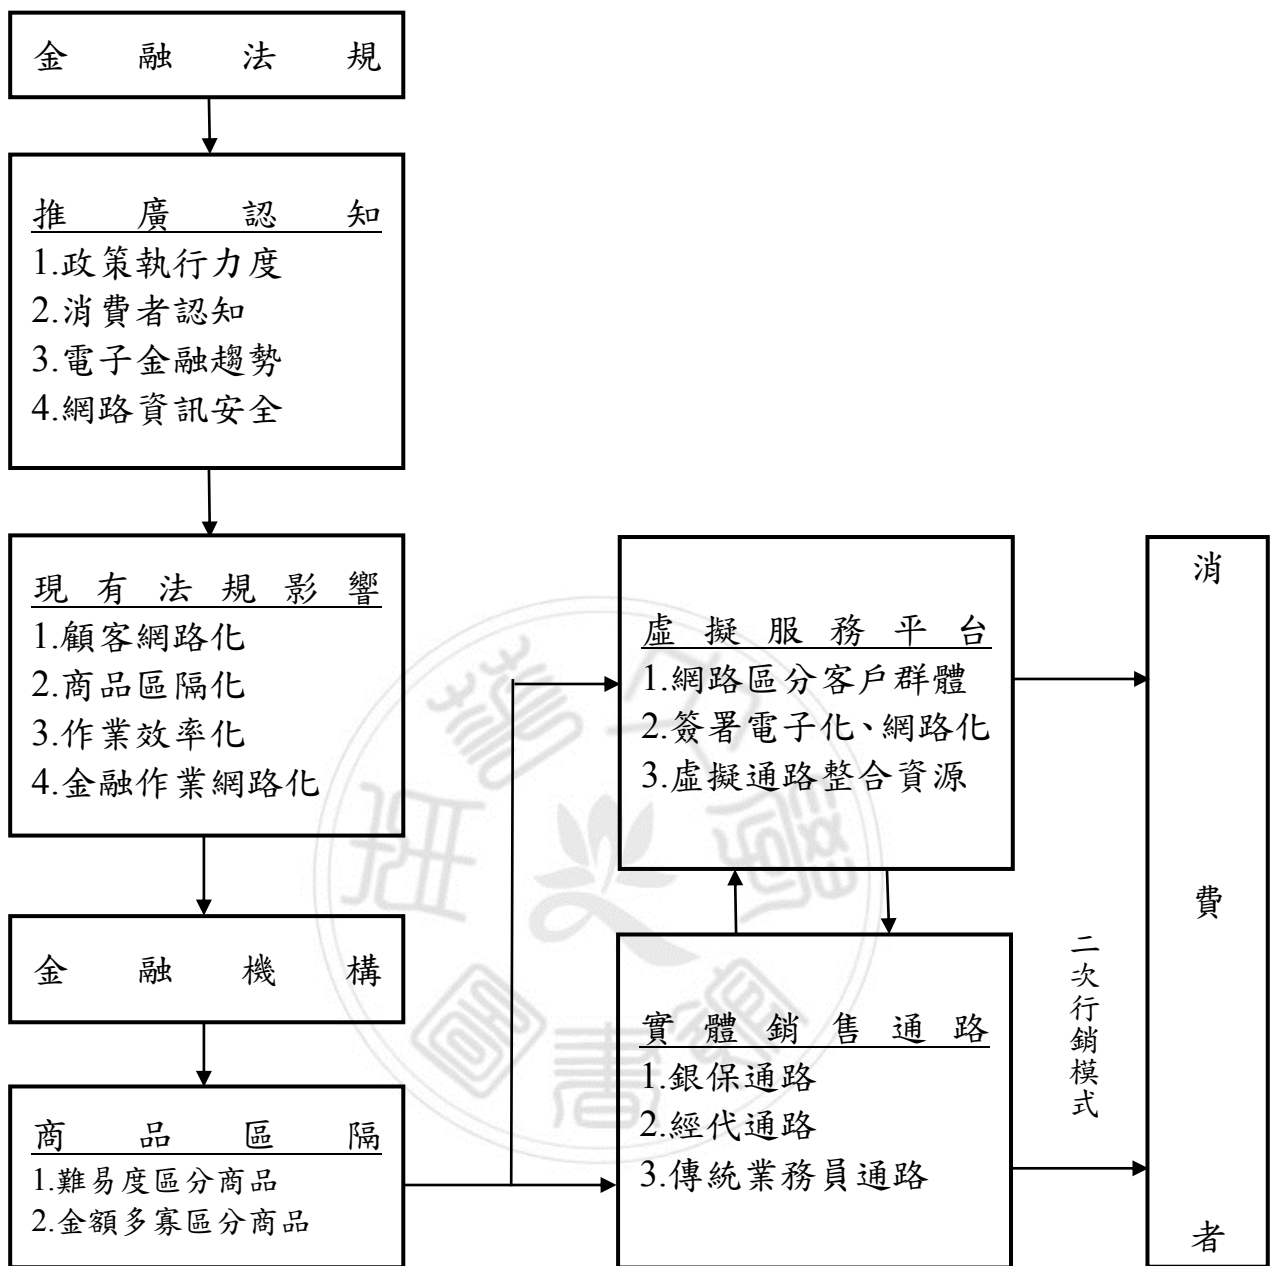 金融法規
推廣認知
1.政策執行力度
2.消費者認知
3.電子金融趨勢
4.網路資訊安全
現有法規影響
1.顧客網路化
2.商品區隔化
3.作業效率化
4.金融作業網路化
金融機構
商品區隔
1.難易度區分商品
2.金額多寡區分商品
虛擬服務平台
1.網路區分客戶群體
2.簽署電子化、網路化
3.虛擬通路整合資源
實體銷售通路
1.銀保通路
2.經代通路
3.傳統業務員通路
二次行銷模式
消費者